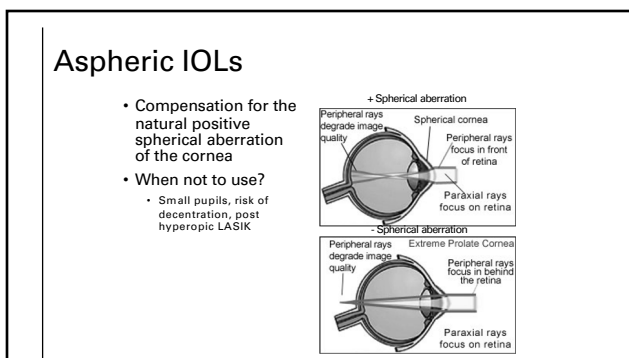 Aspheric IOLs
• Compensation for the
natural positive
spherical aberration
of the cornea
• When not to use?
• Small pupils, risk of
decentration, post
hyperopic LASIK
+ Spherical aberration
Peripheral rays
degrade image
quality
Spherical cornea
Peripheral rays
focus in front
of retina
Paraxial rays
focus on retina
- Spherical aberration
Peripheral rays
degrade image
quality
Extreme Prolate Cornea
Peripheral rays
focus in behind
the retina
Paraxial rays
focus on retina